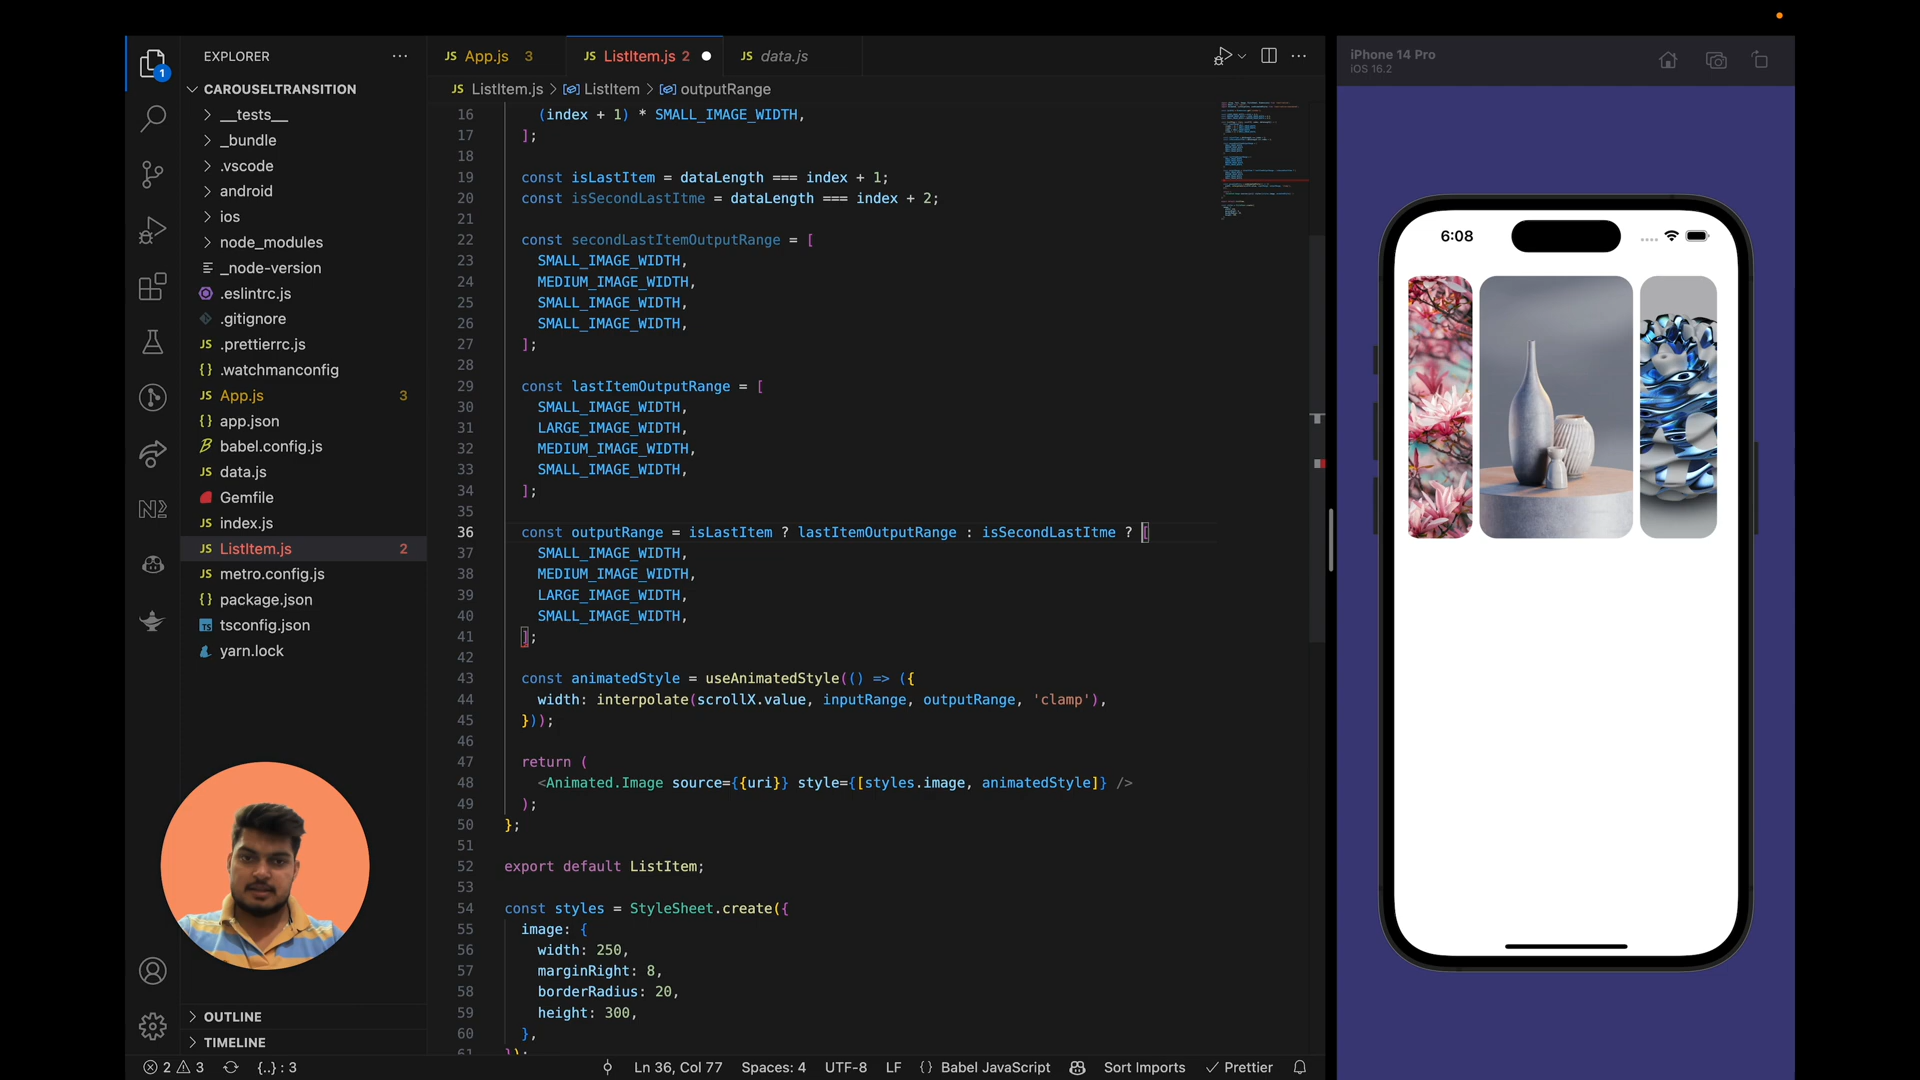 EXPLORER
CAROUSELTRANSITION
__tests__
_bundle
.vscode
android
ios
node_modules
_node-version
.eslintrc.js
.gitignore
.prettierrc.js
.watchmanconfig
App.js 3
app.json
babel.config.js
data.js
Gemfile
index.js
ListItem.js 2
metro.config.js
package.json
tsconfig.json
yarn.lock
OUTLINE
TIMELINE
JS App.js 3
JS ListItem.js 2
JS data.js
JS ListItem.js > ListItem > outputRange
16 (index + 1) * SMALL_IMAGE_WIDTH,
17 ];
18
19 const isLastItem = dataLength === index + 1;
20 const isSecondLastItme = dataLength === index + 2;
21
22 const secondLastItemOutputRange = [
23 SMALL_IMAGE_WIDTH,
24 MEDIUM_IMAGE_WIDTH,
25 SMALL_IMAGE_WIDTH,
26 SMALL_IMAGE_WIDTH,
27 ];
28
29 const lastItemOutputRange = [
30 SMALL_IMAGE_WIDTH,
31 LARGE_IMAGE_WIDTH,
32 MEDIUM_IMAGE_WIDTH,
33 SMALL_IMAGE_WIDTH,
34 ];
35
36 const outputRange = isLastItem ? lastItemOutputRange : isSecondLastItme ? [
37 SMALL_IMAGE_WIDTH,
38 MEDIUM_IMAGE_WIDTH,
39 LARGE_IMAGE_WIDTH,
40 SMALL_IMAGE_WIDTH,
41 ];
42
43 const animatedStyle = useAnimatedStyle(() => ({
44 width: interpolate(scrollX.value, inputRange, outputRange, 'clamp'),
45 }));
46
47 return (
48 <Animated.Image source={{uri}} style={[styles.image, animatedStyle]} />
49 );
50 };
51
52 export default ListItem;
53
54 const styles = StyleSheet.create({
55 image: {
56 width: 250,
57 marginRight: 8,
58 borderRadius: 20,
59 height: 300,
60 },
61 });
2 3 {..} : 3
Ln 36, Col 77 Spaces: 4 UTF-8 LF {} Babel JavaScript Sort Imports Prettier
iPhone 14 Pro
iOS 16.2
6:08
1